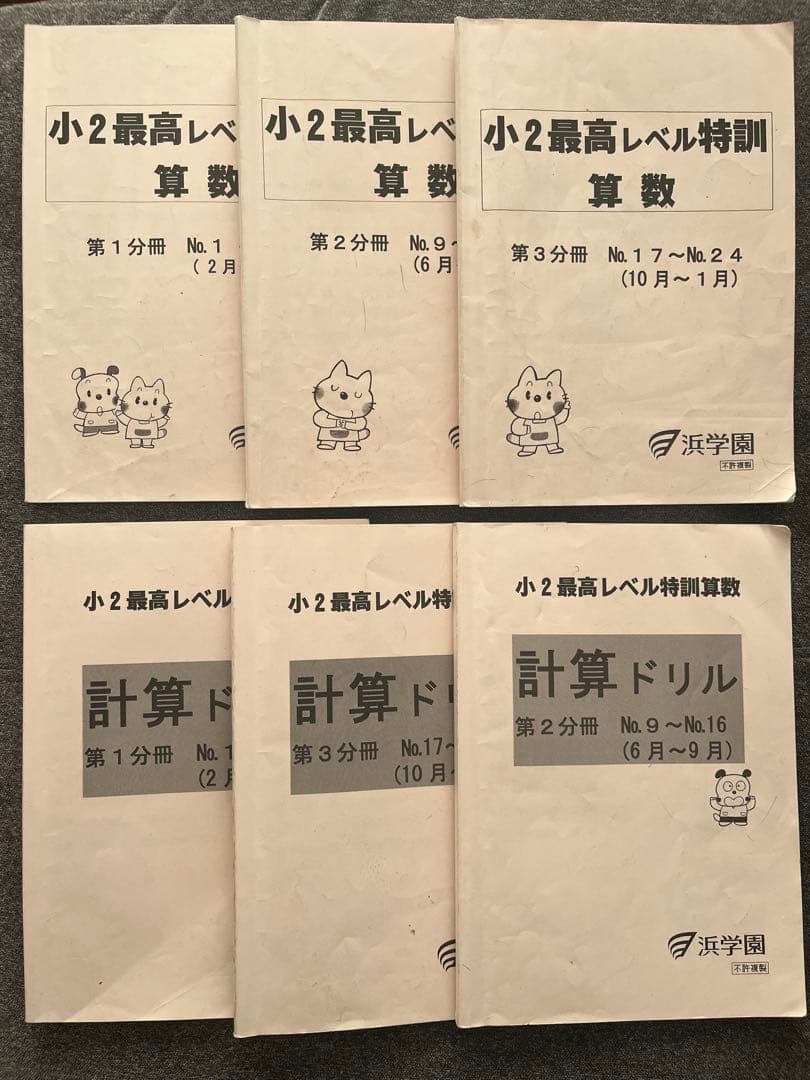 小２最高レベ
算数
第１分冊 No.１
(２月
小２最高レベ
算数
第２分冊 No.９～
(６月
小２最高レベル特訓
算数
第３分冊 No.１７～No.２４
(10月～１月)
浜学園
不許複製
小２最高レベル
計算ド
第１分冊 No.１
(２月
小２最高レベル特
計算ド
第３分冊 No.17～
(10月～
小２最高レベル特訓算数
計算ドリル
第２分冊 No.９～No.16
(６月～９月)
浜学園
不許複製